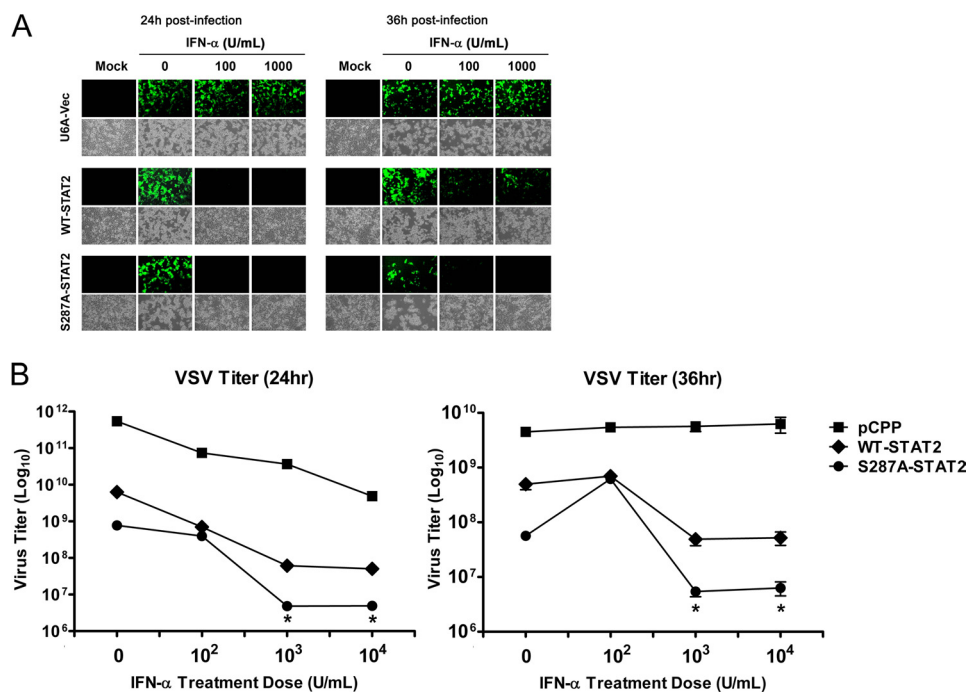 A
24h post-infection
36h post-infection
IFN-α (U/mL)
IFN-α (U/mL)
Mock 0 100 1000
Mock 0 100 1000
U6A-Vec
WT-STAT2
S287A-STAT2
B
VSV Titer (24hr)
VSV Titer (36hr)
Virus Titer (Log₁₀)
10¹²
10¹¹
10¹⁰
10⁹
10⁸
10⁷
10⁶
* *
0 10² 10³ 10⁴
IFN-α Treatment Dose (U/mL)
Virus Titer (Log₁₀)
10¹⁰
10⁹
10⁸
10⁷
10⁶
* *
0 10² 10³ 10⁴
IFN-α Treatment Dose (U/mL)
pCPP
WT-STAT2
S287A-STAT2